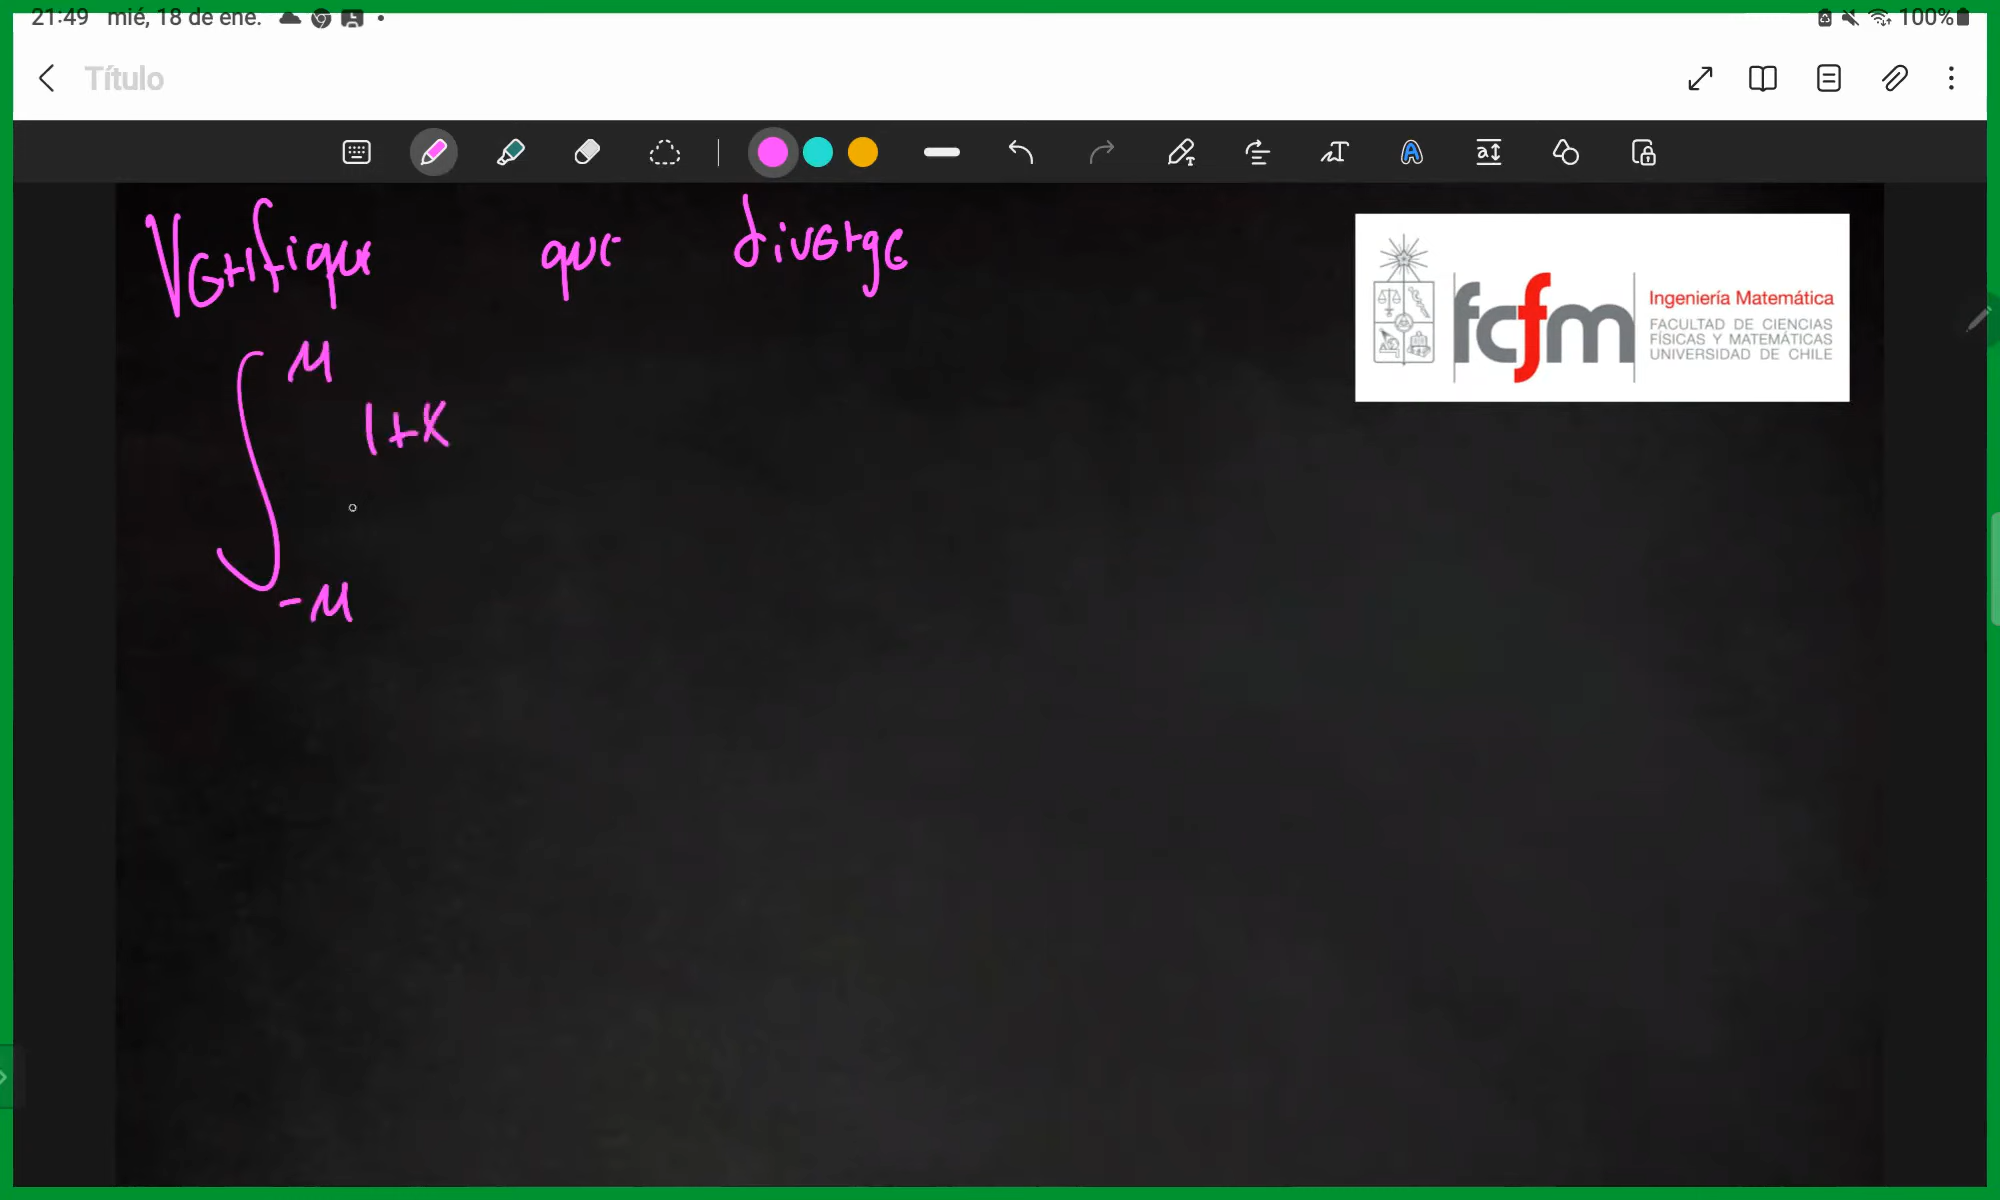 21:49 mié, 18 de ene. 100%
Título
Verifique que diverge
∫ M
1+x
-M
fcfm
Ingeniería Matemática
FACULTAD DE CIENCIAS
FÍSICAS Y MATEMÁTICAS
UNIVERSIDAD DE CHILE